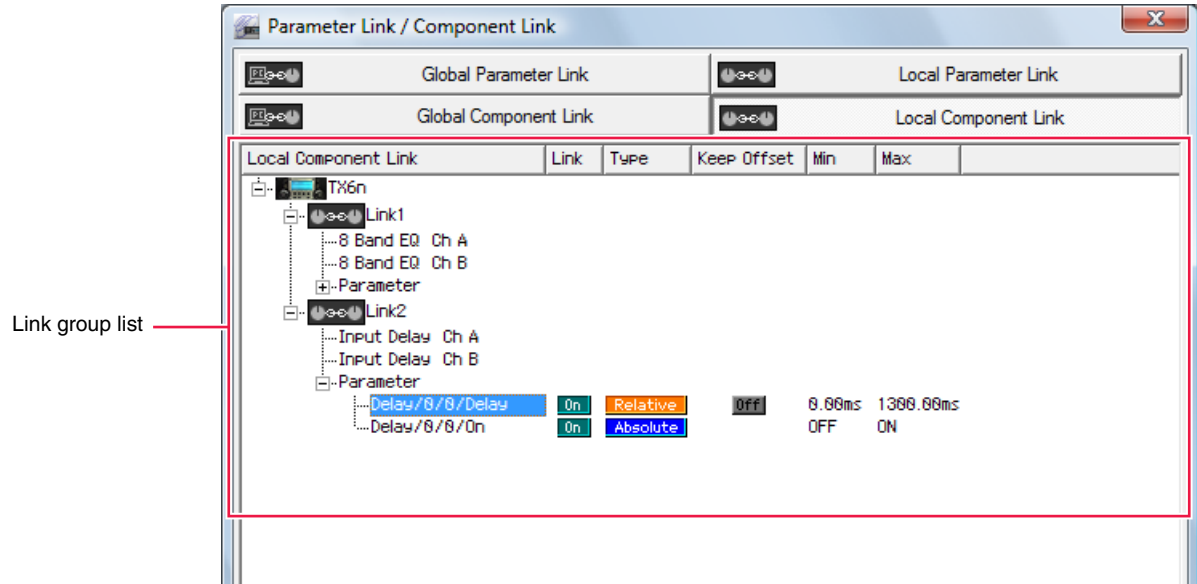 Parameter Link / Component Link
X
Global Parameter Link
Local Parameter Link
Global Component Link
Local Component Link
Local Component Link Link Type Keep Offset Min Max
TX6n
Link1
8 Band EQ Ch A
8 Band EQ Ch B
Parameter
Link2
Input Delay Ch A
Input Delay Ch B
Parameter
Delay/0/0/Delay On Relative Off 0.00ms 1300.00ms
Delay/0/0/On On Absolute OFF ON
Link group list